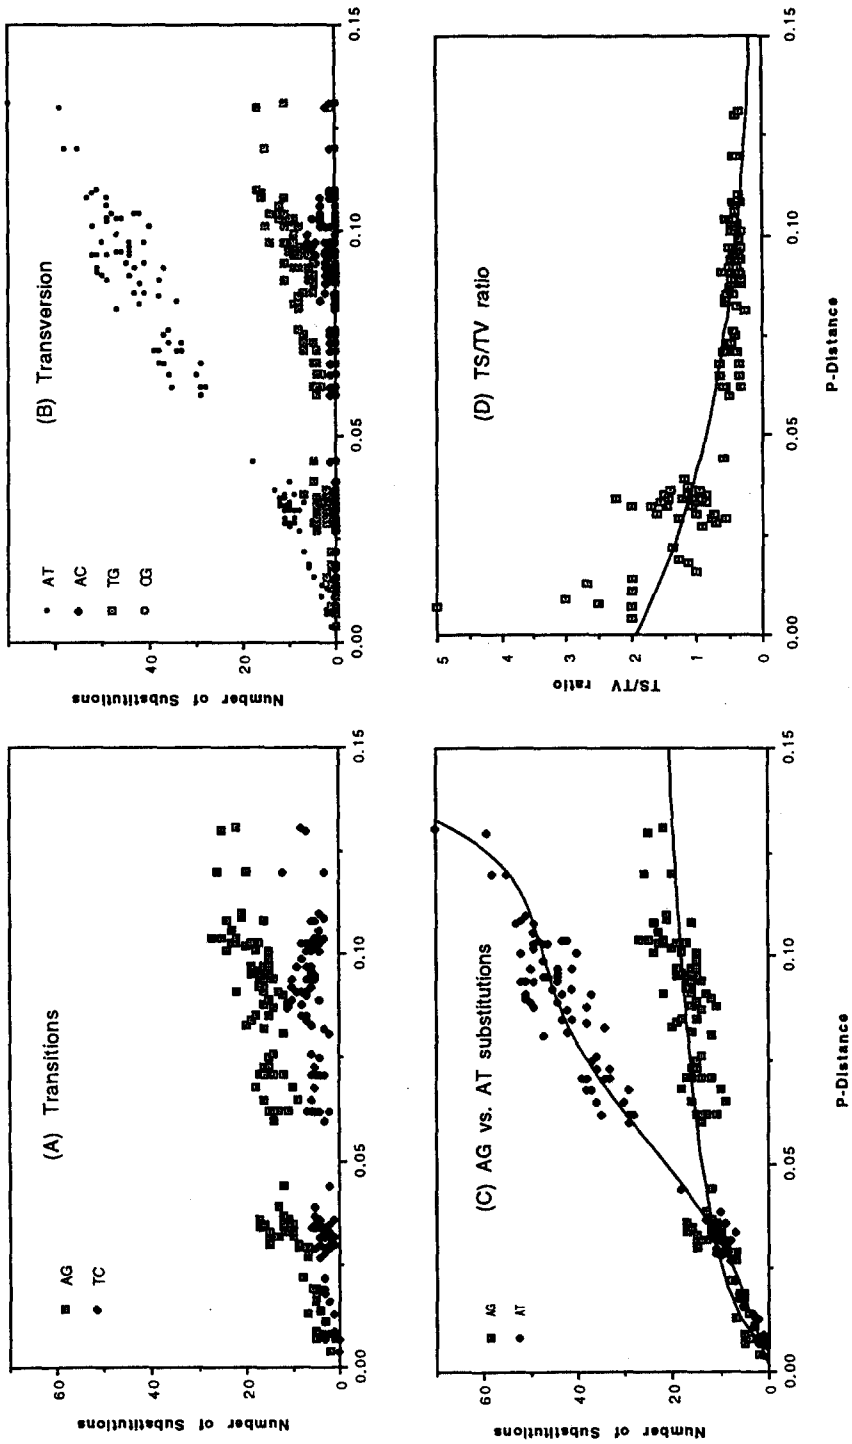 (A) Transitions
AG
TC
Number of Substitutions
60
40
20
0
0.00
0.05
0.10
0.15
(B) Transversion
AT
AC
TG
CG
Number of Substitutions
60
40
20
0
0.00
0.05
0.10
0.15
(C) AG vs. AT substitutions
AG
AT
Number of Substitutions
60
40
20
0
0.00
0.05
0.10
0.15
P-Distance
(D) TS/TV ratio
TS/TV ratio
5
4
3
2
1
0
0.00
0.05
0.10
0.15
P-Distance